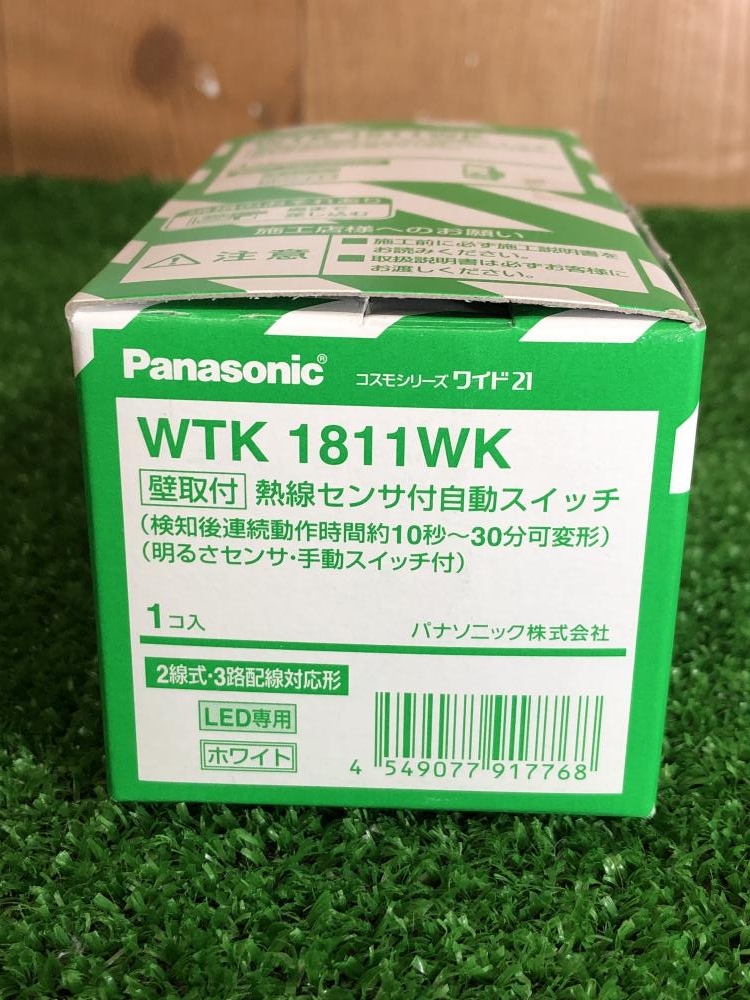 施工店様へのお願い
注意
■施工前に必ず施工説明書を
お読みください。
■取扱説明書は必ずお客様に
お渡しください。
Panasonic® コスモシリーズ ワイド21
WTK 1811WK
壁取付 熱線センサ付自動スイッチ
(検知後連続動作時間約10秒〜30分可変形)
(明るさセンサ・手動スイッチ付)
1コ入 パナソニック株式会社
2線式・3路配線対応形
LED専用
ホワイト
4 549077 917768